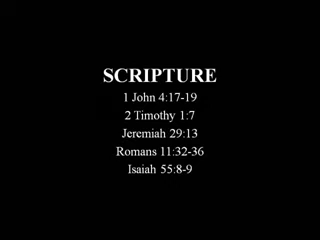 SCRIPTURE
1 John 4:17-19
2 Timothy 1:7
Jeremiah 29:13
Romans 11:32-36
Isaiah 55:8-9